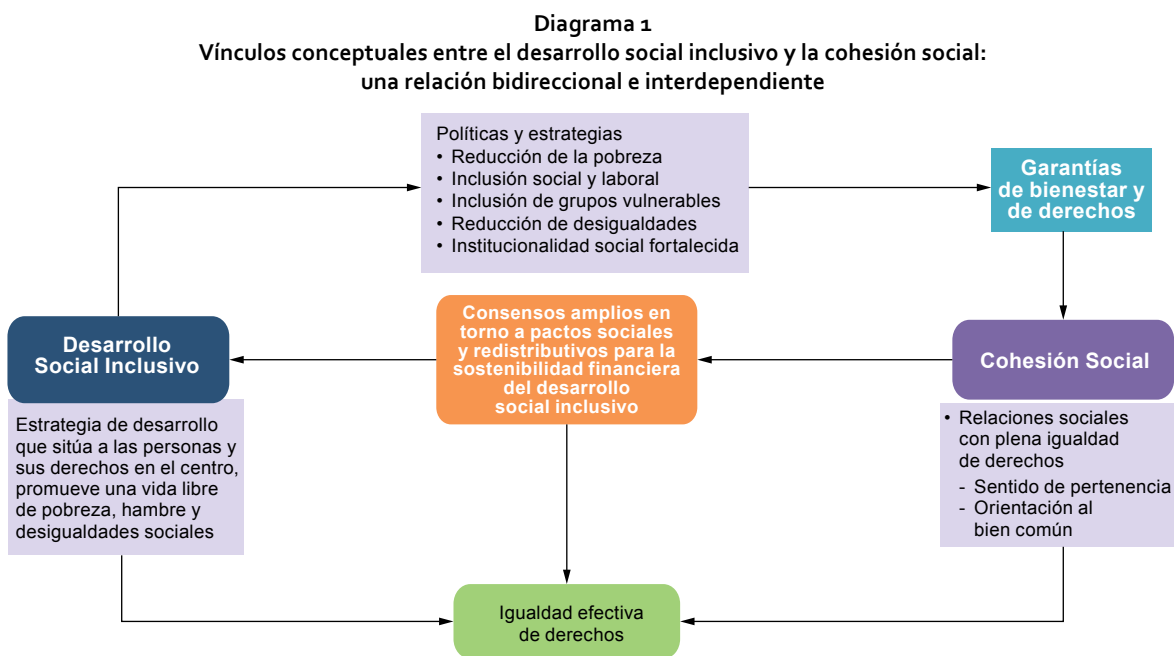 Diagrama 1
Vínculos conceptuales entre el desarrollo social inclusivo y la cohesión social:
una relación bidireccional e interdependiente
Políticas y estrategias
• Reducción de la pobreza
• Inclusión social y laboral
• Inclusión de grupos vulnerables
• Reducción de desigualdades
• Institucionalidad social fortalecida
Garantías
de bienestar y
de derechos
Desarrollo
Social Inclusivo
Consensos amplios en
torno a pactos sociales
y redistributivos para la
sostenibilidad financiera
del desarrollo
social inclusivo
Cohesión Social
Estrategia de desarrollo
que sitúa a las personas y
sus derechos en el centro,
promueve una vida libre
de pobreza, hambre y
desigualdades sociales
• Relaciones sociales
con plena igualdad
de derechos
- Sentido de pertenencia
- Orientación al
bien común
Igualdad efectiva
de derechos